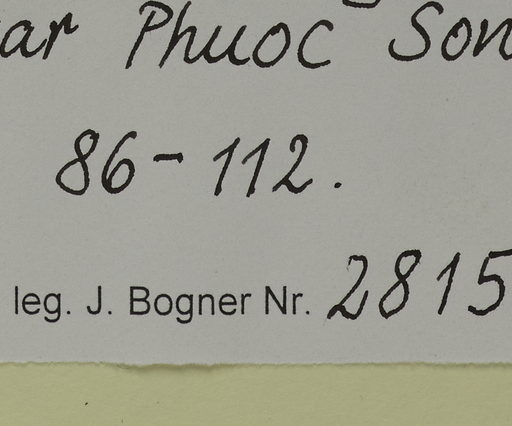 ar Phuoc Son
86-112.
leg. J. Bogner Nr. 2815